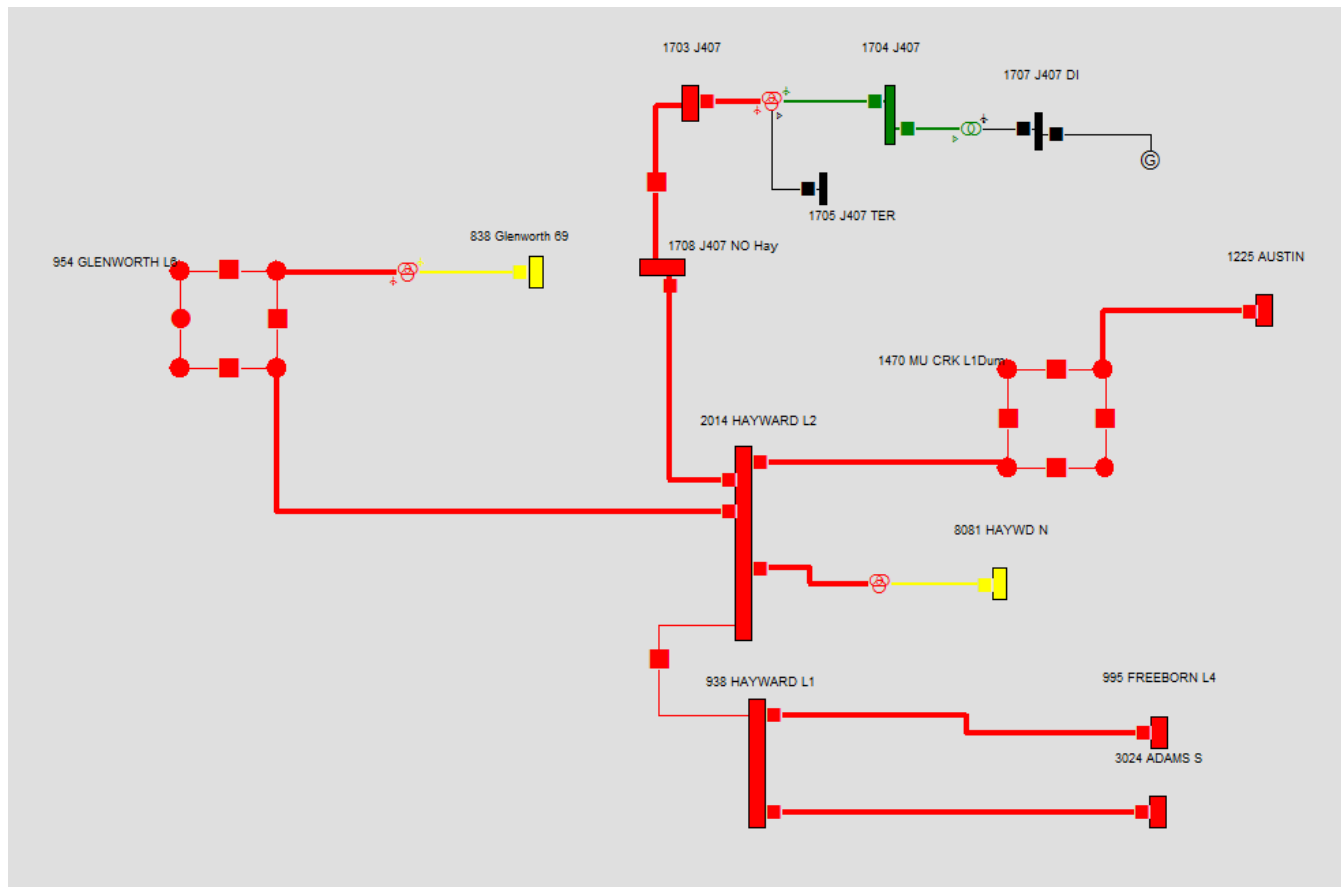 1703 J407
1704 J407
1707 J407 DI
G
1705 J407 TER
838 Glenworth 69
1708 J407 NO Hay
954 GLENWORTH L6
1225 AUSTIN
1470 MU CRK L1Dum
2014 HAYWARD L2
8081 HAYWD N
938 HAYWARD L1
995 FREEBORN L4
3024 ADAMS S